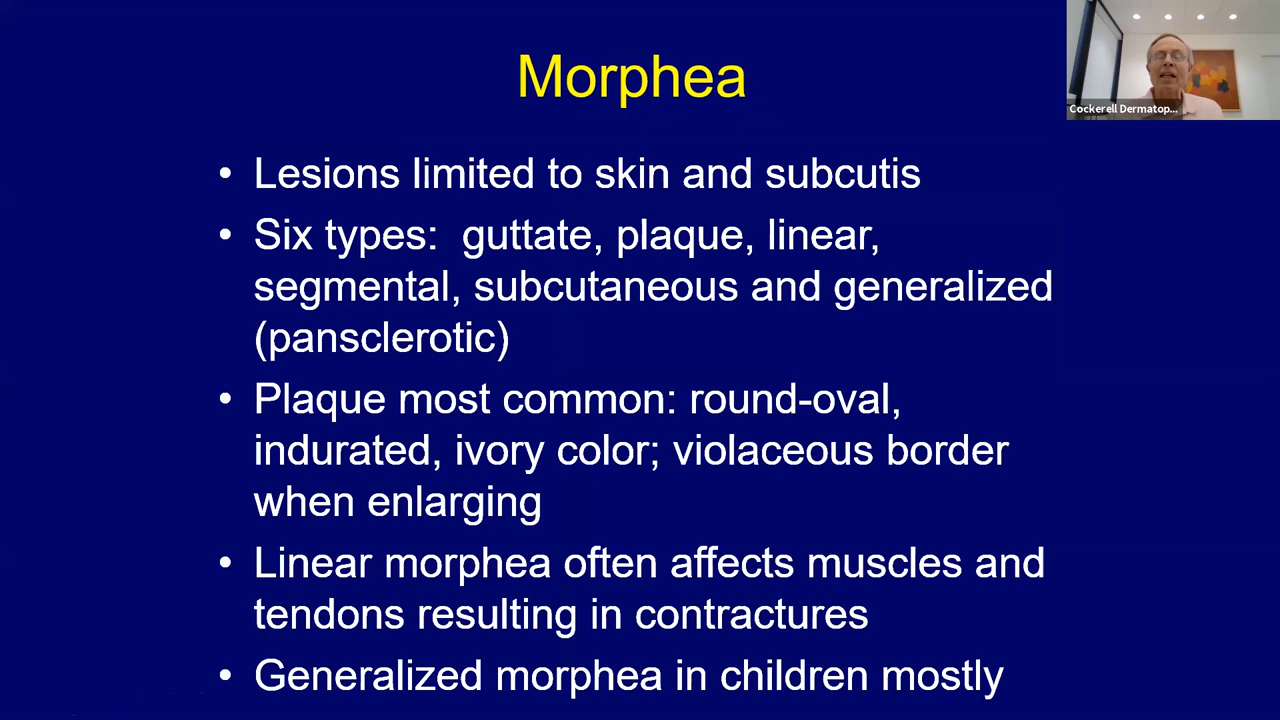 Morphea
Cockerell Dermatop...
• Lesions limited to skin and subcutis
• Six types:  guttate, plaque, linear,
segmental, subcutaneous and generalized
(pansclerotic)
• Plaque most common: round-oval,
indurated, ivory color; violaceous border
when enlarging
• Linear morphea often affects muscles and
tendons resulting in contractures
• Generalized morphea in children mostly